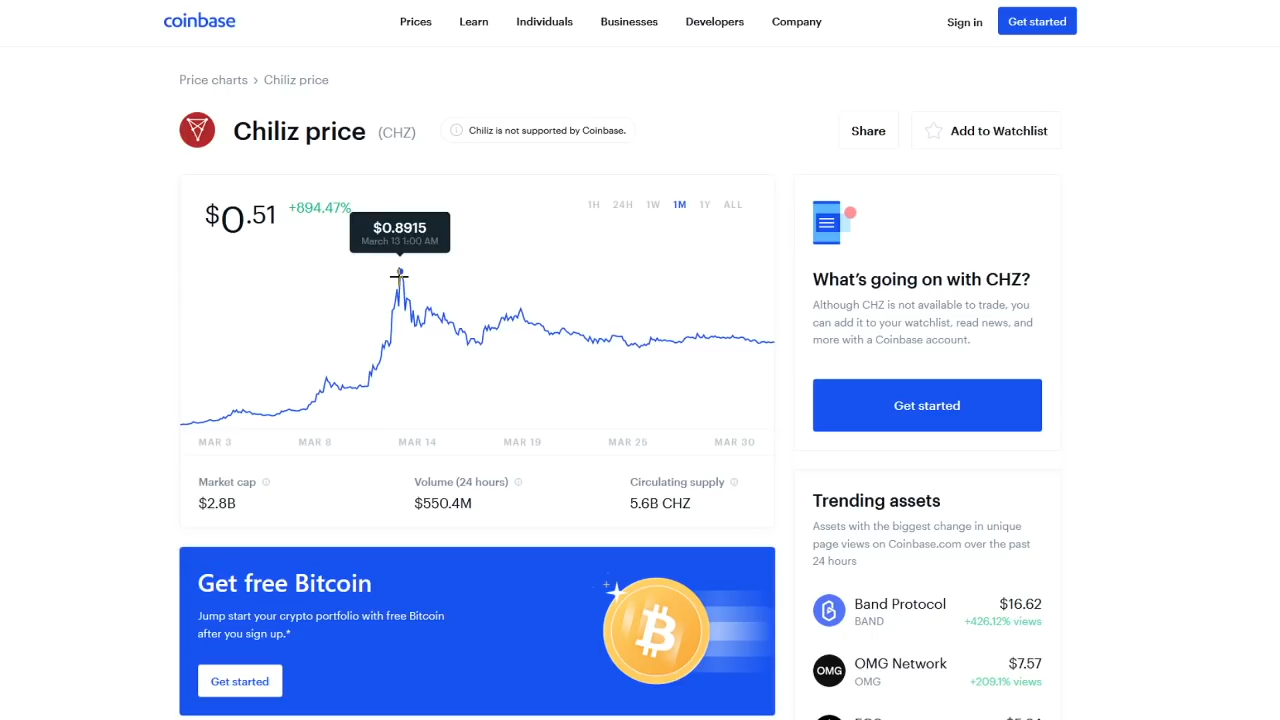 coinbase
Prices Learn Individuals Businesses Developers Company
Sign in
Get started
Price charts › Chiliz price
Chiliz price (CHZ)
Chiliz is not supported by Coinbase.
Share
Add to Watchlist
$0.51 +894.47%
1H 24H 1W 1M 1Y ALL
$0.8915
March 13 1:00 AM
MAR 3 MAR 8 MAR 14 MAR 19 MAR 25 MAR 30
Market cap Volume (24 hours) Circulating supply
$2.8B $550.4M 5.6B CHZ
Get free Bitcoin
Jump start your crypto portfolio with free Bitcoin
after you sign up.*
Get started
What's going on with CHZ?
Although CHZ is not available to trade, you
can add it to your watchlist, read news, and
more with a Coinbase account.
Get started
Trending assets
Assets with the biggest change in unique
page views on Coinbase.com over the past
24 hours
Band Protocol $16.62
BAND +426.12% views
OMG
OMG Network $7.57
OMG +209.1% views